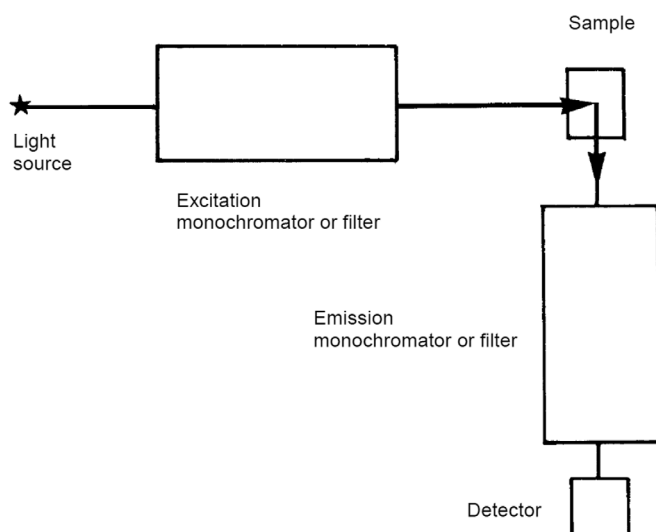 Sample
Light
source
Excitation
monochromator or filter
Emission
monochromator or filter
Detector